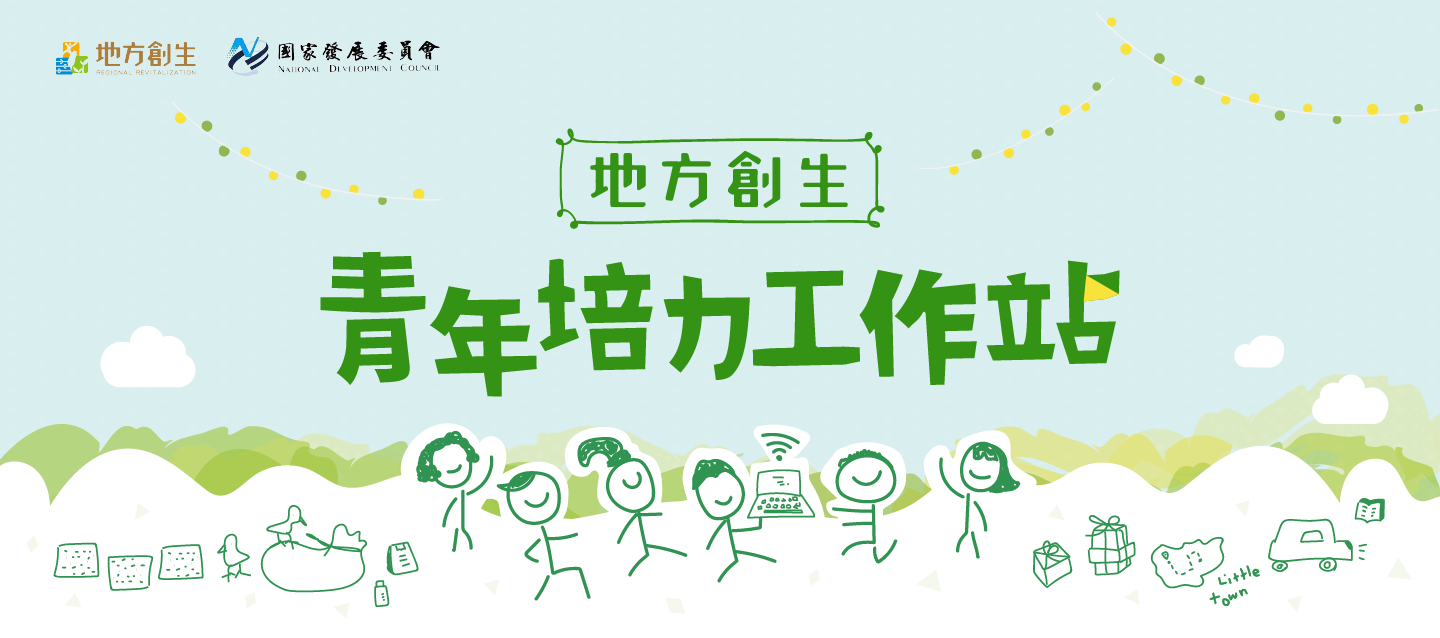 地方創生
REGIONAL REVITALIZATION
國家發展委員會
NATIONAL DEVELOPMENT COUNCIL
地方創生
青年培力工作站
Little
town